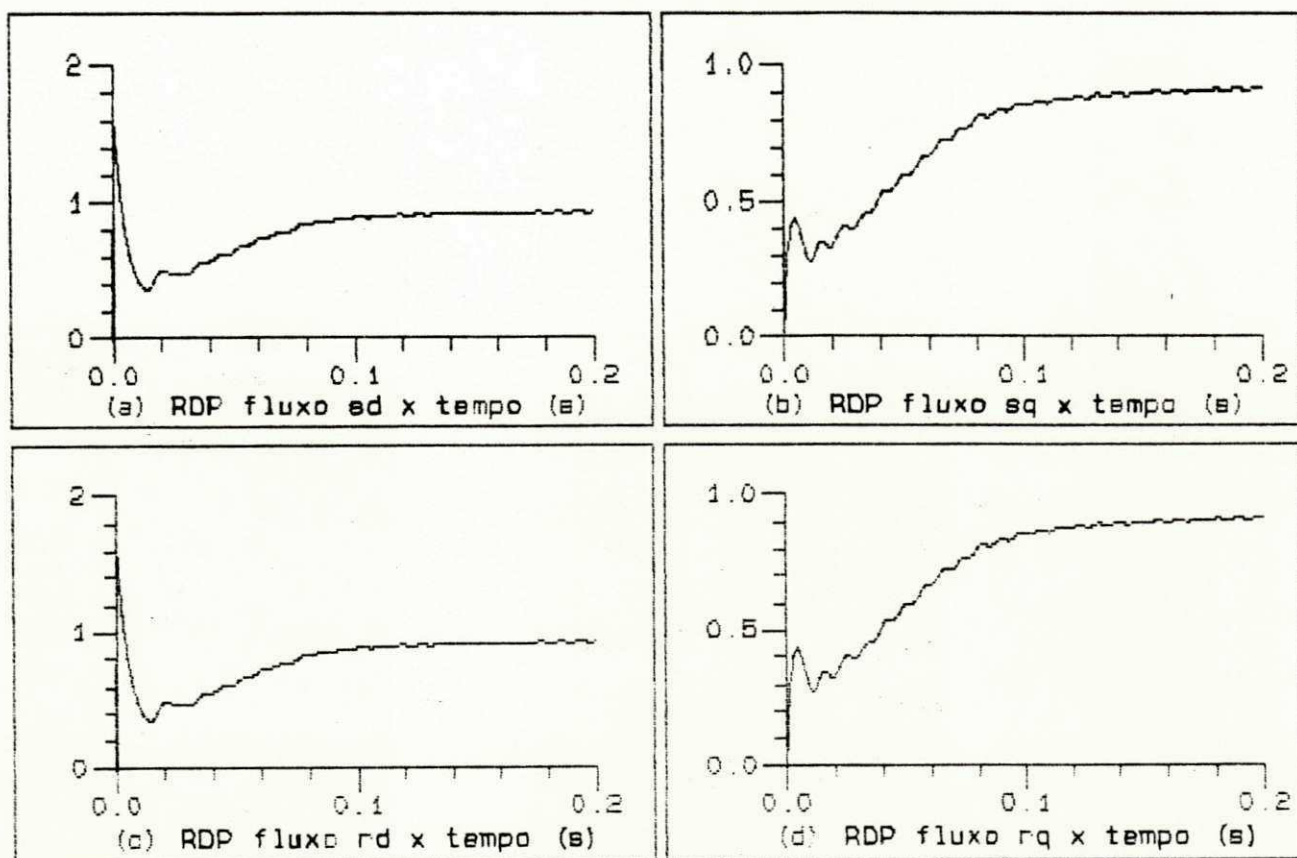 2
1
0
0.0 0.1 0.2
(a) RDP fluxo sd x tempo (s)
1.0
0.5
0.0
0.0 0.1 0.2
(b) RDP fluxo sq x tempo (s)
2
1
0
0.0 0.1 0.2
(c) RDP fluxo rd x tempo (s)
1.0
0.5
0.0
0.0 0.1 0.2
(d) RDP fluxo rq x tempo (s)